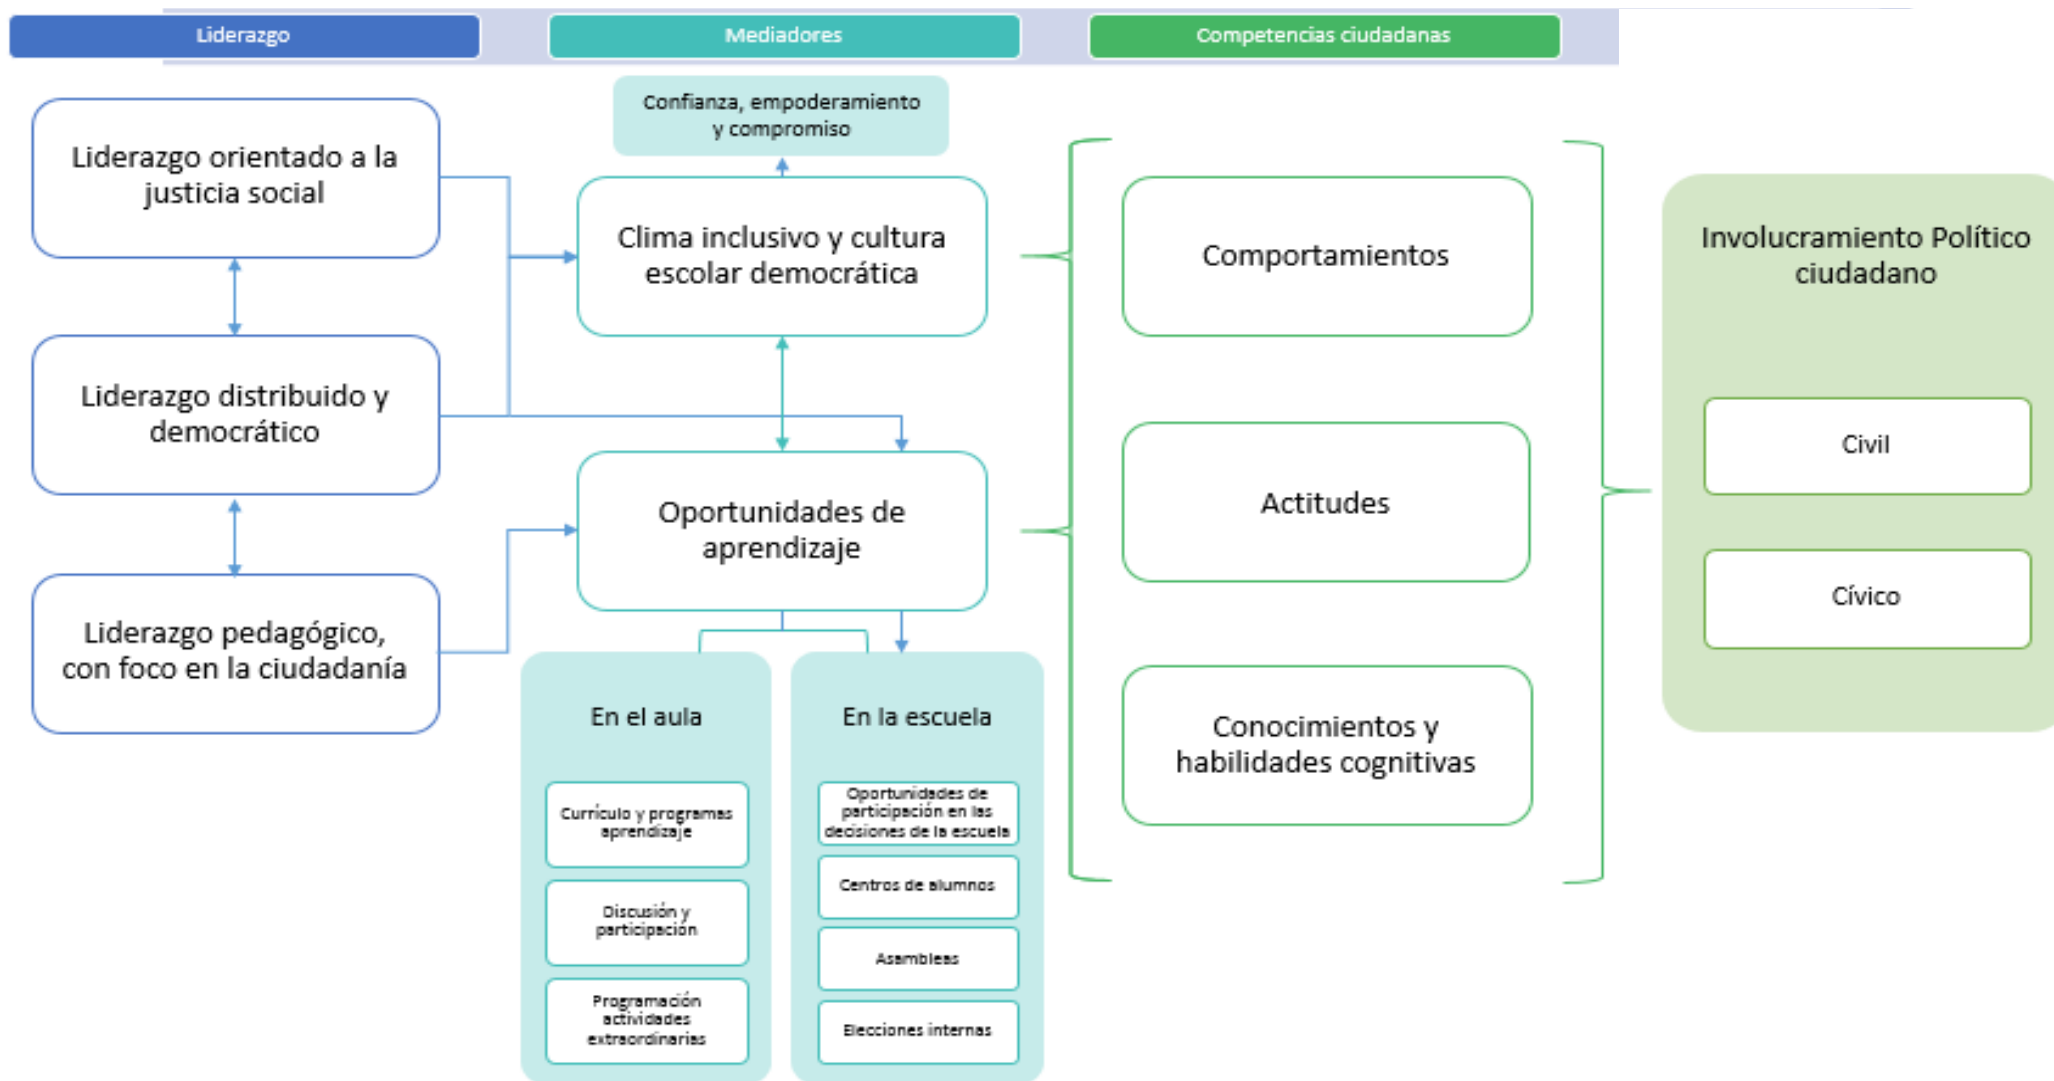 Liderazgo
Mediadores
Competencias ciudadanas
Liderazgo orientado a la
justicia social
Liderazgo distribuido y
democrático
Liderazgo pedagógico,
con foco en la ciudadanía
Confianza, empoderamiento
y compromiso
Clima inclusivo y cultura
escolar democrática
Oportunidades de
aprendizaje
En el aula
Currículo y programas
aprendizaje
Discusión y
participación
Programación
actividades
extraordinarias
En la escuela
Oportunidades de
participación en las
decisiones de la escuela
Centros de alumnos
Asambleas
Elecciones internas
Comportamientos
Actitudes
Conocimientos y
habilidades cognitivas
Involucramiento Político
ciudadano
Civil
Cívico